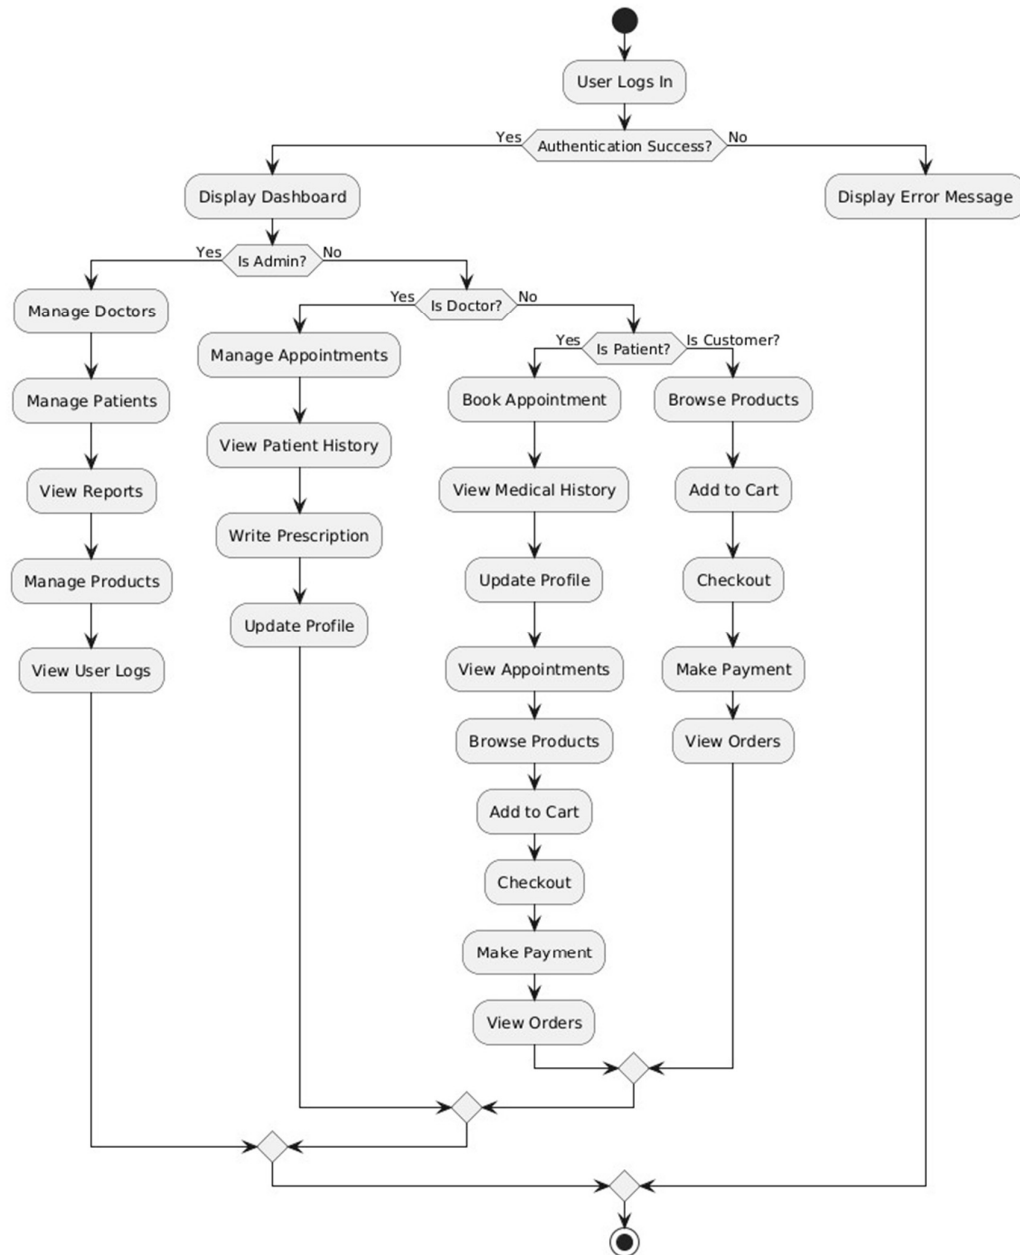 User Logs In
Yes
Authentication Success?
No
Display Dashboard
Display Error Message
Yes
Is Admin?
No
Manage Doctors
Manage Patients
View Reports
Manage Products
View User Logs
Yes
Is Doctor?
No
Manage Appointments
View Patient History
Write Prescription
Update Profile
Yes
Is Patient?
Is Customer?
Book Appointment
View Medical History
Update Profile
View Appointments
Browse Products
Add to Cart
Checkout
Make Payment
View Orders
Browse Products
Add to Cart
Checkout
Make Payment
View Orders